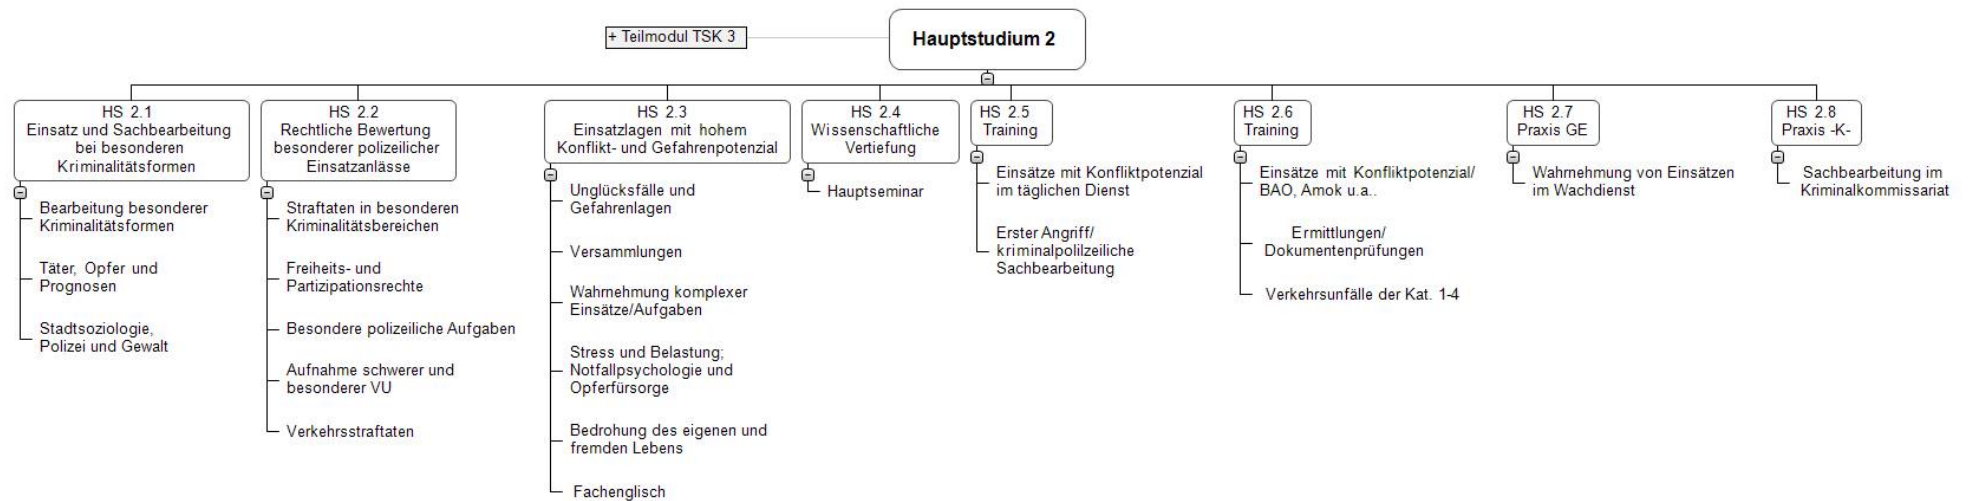 + Teilmodul TSK 3
Hauptstudium 2
HS 2.1
Einsatz und Sachbearbeitung
bei besonderen
Kriminalitätsformen
Bearbeitung besonderer
Kriminalitätsformen
Täter, Opfer und
Prognosen
Stadtsoziologie,
Polizei und Gewalt
HS 2.2
Rechtliche Bewertung
besonderer polizeilicher
Einsatzanlässe
Straftaten in besonderen
Kriminalitätsbereichen
Freiheits- und
Partizipationsrechte
Besondere polizeiliche Aufgaben
Aufnahme schwerer und
besonderer VU
Verkehrsstraftaten
HS 2.3
Einsatzlagen mit hohem
Konflikt- und Gefahrenpotenzial
Unglücksfälle und
Gefahrenlagen
Versammlungen
Wahrnehmung komplexer
Einsätze/Aufgaben
Stress und Belastung;
Notfallpsychologie und
Opferfürsorge
Bedrohung des eigenen und
fremden Lebens
Fachenglisch
HS 2.4
Wissenschaftliche
Vertiefung
Hauptseminar
HS 2.5
Training
Einsätze mit Konfliktpotenzial
im täglichen Dienst
Erster Angriff/
kriminalpolilzeiliche
Sachbearbeitung
HS 2.6
Training
Einsätze mit Konfliktpotenzial/
BAO, Amok u.a..
Ermittlungen/
Dokumentenprüfungen
Verkehrsunfälle der Kat. 1-4
HS 2.7
Praxis GE
Wahrnehmung von Einsätzen
im Wachdienst
HS 2.8
Praxis -K-
Sachbearbeitung im
Kriminalkommissariat